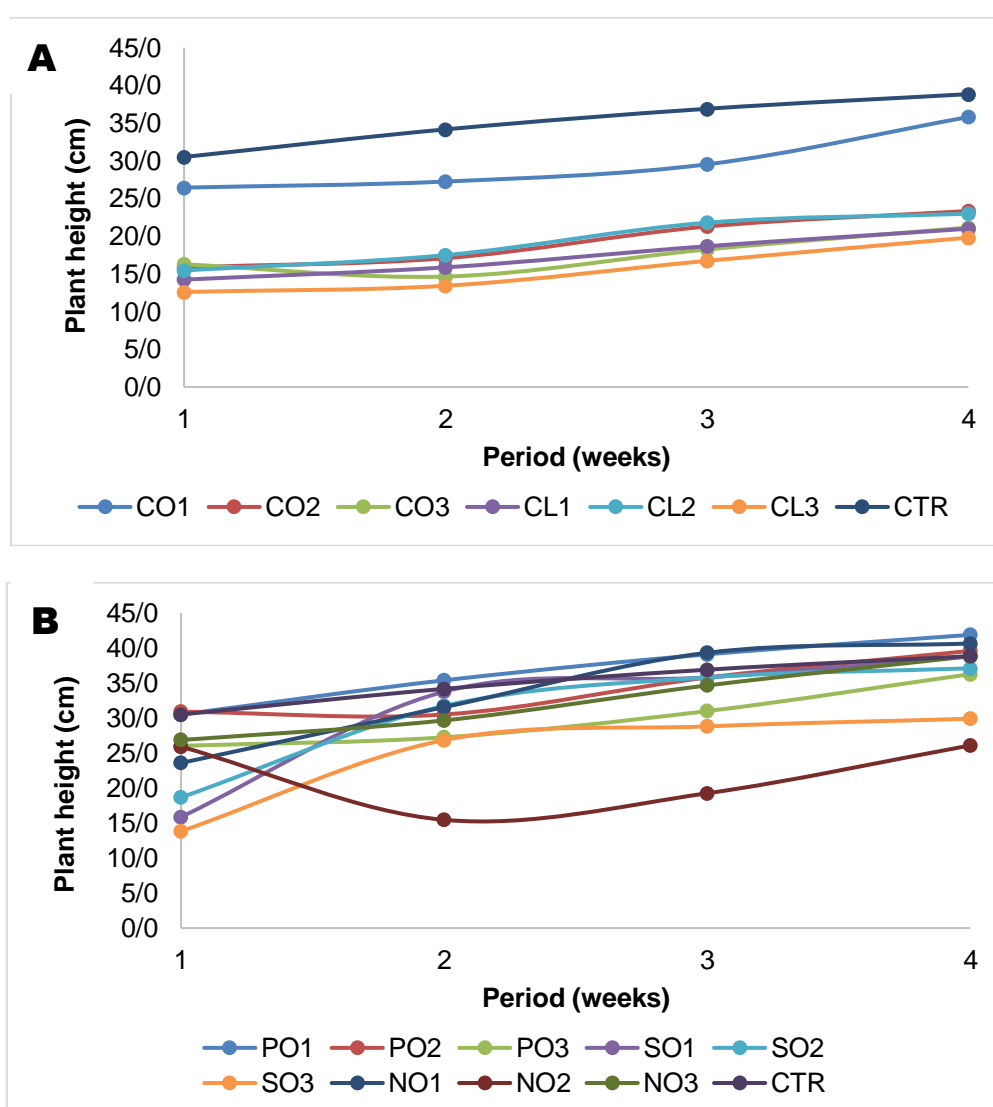 A
45/0
40/0
35/0
30/0
25/0
20/0
15/0
10/0
5/0
0/0
Plant height (cm)
1 2 3 4
Period (weeks)
CO1 CO2 CO3 CL1 CL2 CL3 CTR
B
45/0
40/0
35/0
30/0
25/0
20/0
15/0
10/0
5/0
0/0
Plant height (cm)
1 2 3 4
Period (weeks)
PO1 PO2 PO3 SO1 SO2
SO3 NO1 NO2 NO3 CTR